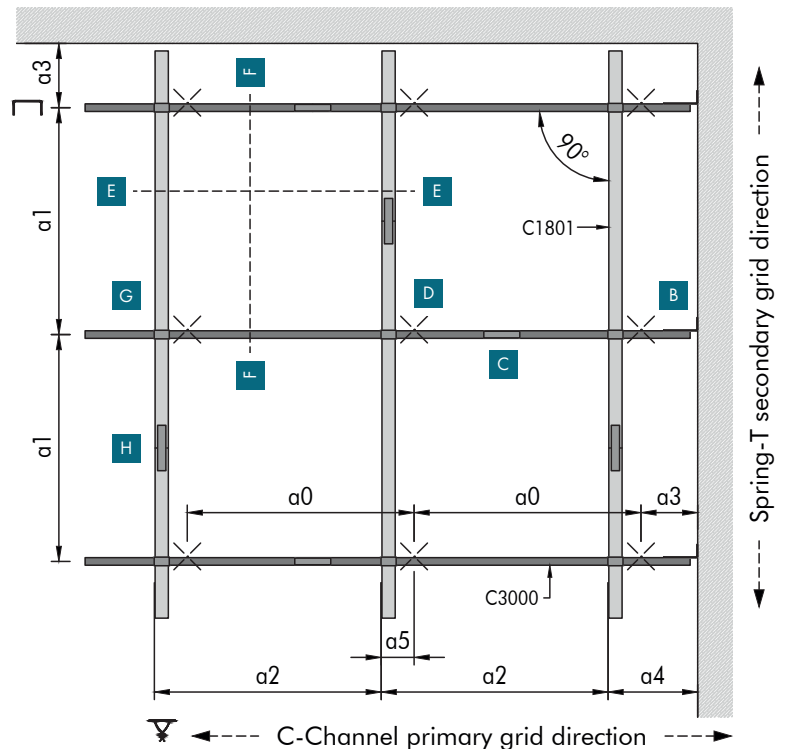 a3
F
E
E
90°
C1801
a1
G
D
B
F
C
H
a1
a0
a0
a3
C3000
a5
a2
a2
a4
C-Channel primary grid direction
Spring-T secondary grid direction